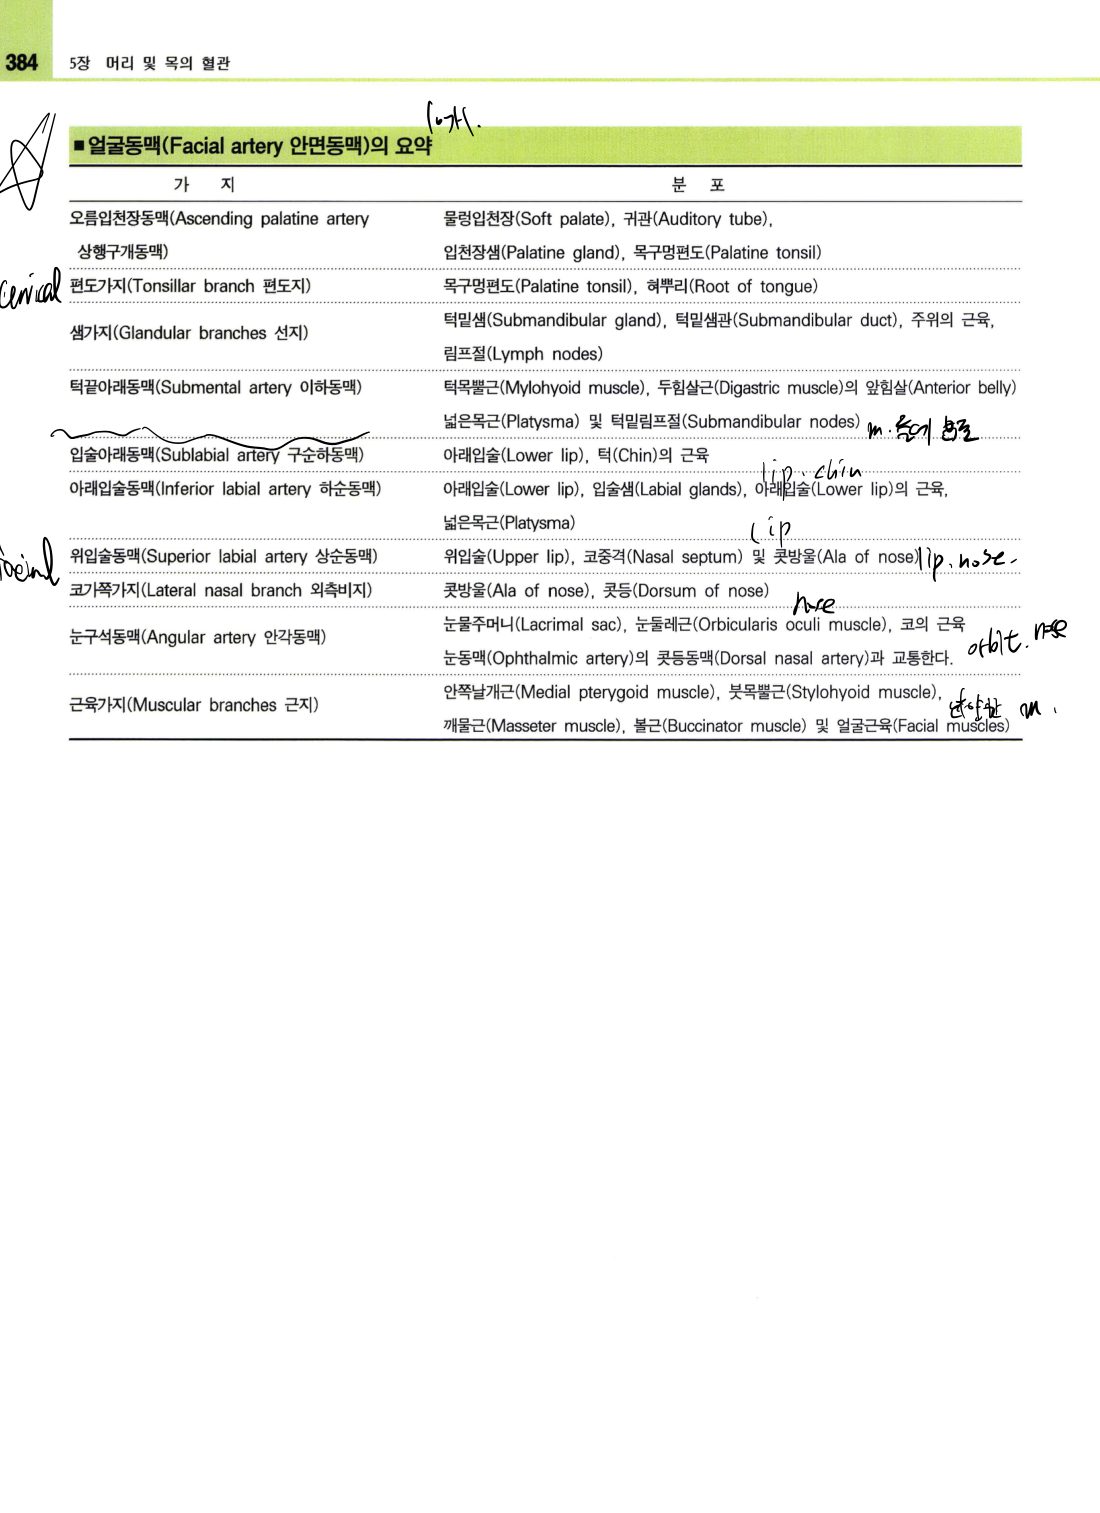 384 5장 머리 및 목의 혈관
10가지.
■ 얼굴동맥(Facial artery 안면동맥)의 요약
가 지 분 포
오름입천장동맥(Ascending palatine artery 물렁입천장(Soft palate), 귀관(Auditory tube),
상행구개동맥) 입천장샘(Palatine gland), 목구멍편도(Palatine tonsil)
cervical 편도가지(Tonsillar branch 편도지) 목구멍편도(Palatine tonsil), 혀뿌리(Root of tongue)
샘가지(Glandular branches 선지) 턱밑샘(Submandibular gland), 턱밑샘관(Submandibular duct), 주위의 근육,
림프절(Lymph nodes)
턱끝아래동맥(Submental artery 이하동맥) 턱목뿔근(Mylohyoid muscle), 두힘살근(Digastric muscle)의 앞힘살(Anterior belly)
넓은목근(Platysma) 및 턱밑림프절(Submandibular nodes) m.
입술아래동맥(Sublabial artery 구순하동맥) 아래입술(Lower lip), 턱(Chin)의 근육
lip. chin
아래입술동맥(Inferior labial artery 하순동맥) 아래입술(Lower lip), 입술샘(Labial glands), 아래입술(Lower lip)의 근육,
넓은목근(Platysma)
lip
위입술동맥(Superior labial artery 상순동맥) 위입술(Upper lip), 코중격(Nasal septum) 및 콧방울(Ala of nose) lip. nose.
코가쪽가지(Lateral nasal branch 외측비지) 콧방울(Ala of nose), 콧등(Dorsum of nose)
nose
눈구석동맥(Angular artery 안각동맥) 눈물주머니(Lacrimal sac), 눈둘레근(Orbicularis oculi muscle), 코의 근육
눈동맥(Ophthalmic artery)의 콧등동맥(Dorsal nasal artery)과 교통한다. orbit. nose
근육가지(Muscular branches 근지) 안쪽날개근(Medial pterygoid muscle), 붓목뿔근(Stylohyoid muscle),
다양한 m.
깨물근(Masseter muscle), 볼근(Buccinator muscle) 및 얼굴근육(Facial muscles)